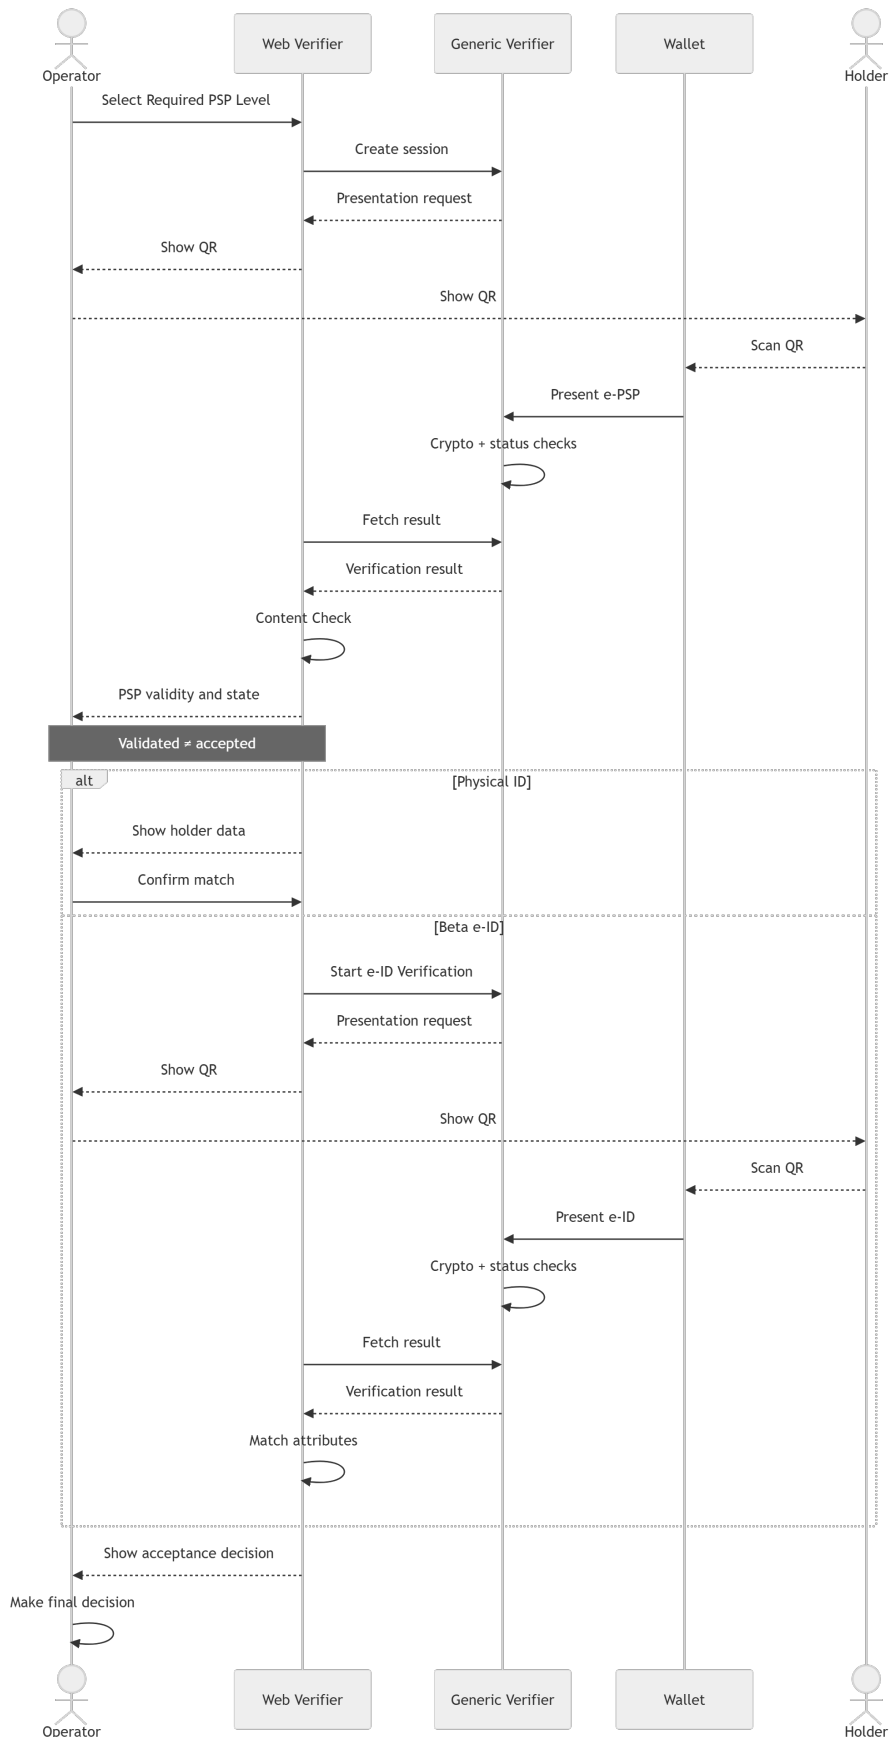 Operator
Web Verifier
Generic Verifier
Wallet
Holder
Select Required PSP Level
Create session
Presentation request
Show QR
Show QR
Scan QR
Present e-PSP
Crypto + status checks
Fetch result
Verification result
Content Check
PSP validity and state
Validated ≠ accepted
alt
[Physical ID]
Show holder data
Confirm match
[Beta e-ID]
Start e-ID Verification
Presentation request
Show QR
Show QR
Scan QR
Present e-ID
Crypto + status checks
Fetch result
Verification result
Match attributes
Show acceptance decision
Make final decision
Operator
Web Verifier
Generic Verifier
Wallet
Holder